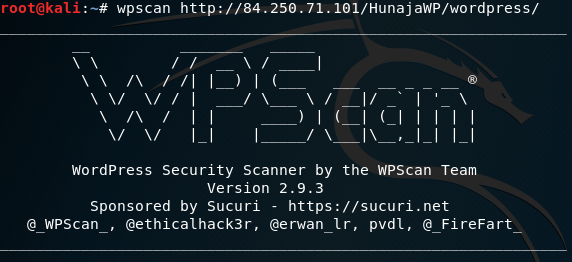 root@kali:~# wpscan http://84.250.71.101/HunajaWP/wordpress/
WPScan ®
WordPress Security Scanner by the WPScan Team
Version 2.9.3
Sponsored by Sucuri - https://sucuri.net
@_WPScan_, @ethicalhack3r, @erwan_lr, pvdl, @_FireFart_